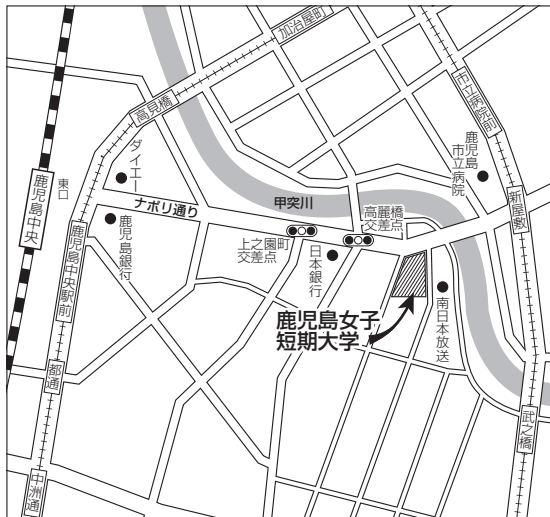 加治屋町
高見橋
市立病院前
鹿児島
市立病院
ダイエー
東口
鹿児島中央
ナポリ通り
甲突川
高麗橋
交差点
新屋敷
鹿児島銀行
鹿児島中央駅前
上之園町
交差点
日本銀行
南日本放送
鹿児島女子
短期大学
都通
武之橋
中洲通